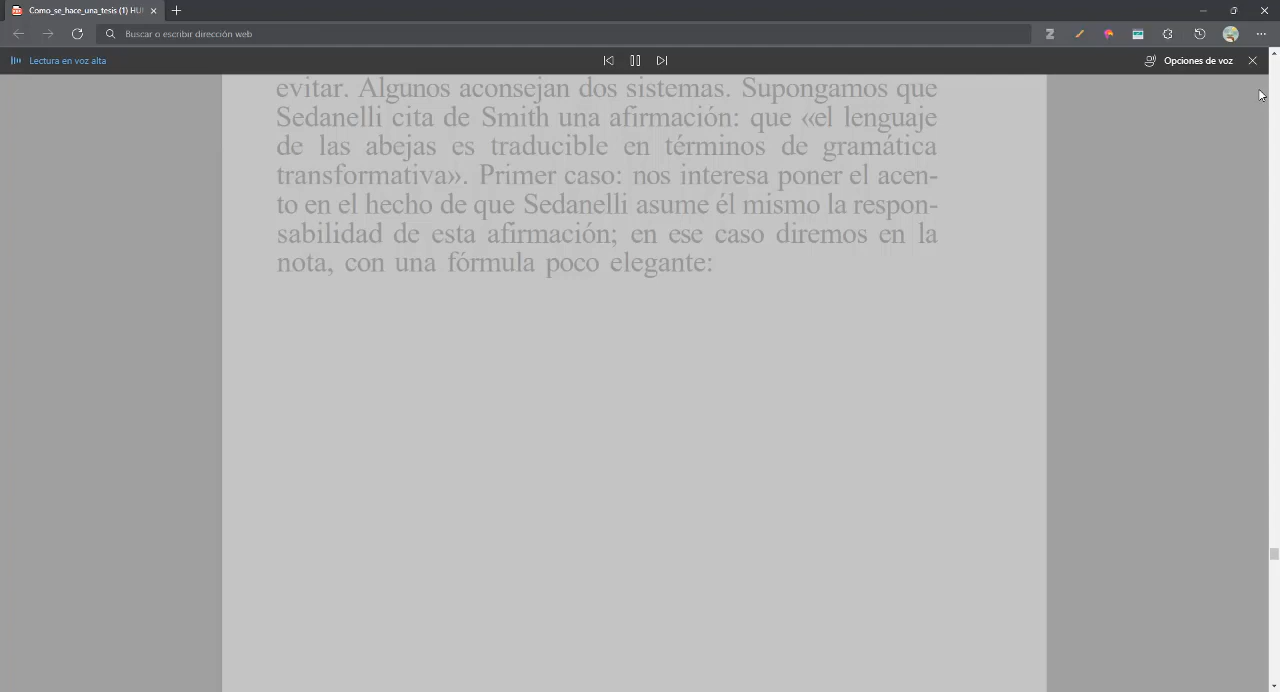 Como_se_hace_una_tesis (1) HU
Buscar o escribir dirección web
Lectura en voz alta
Opciones de voz
evitar. Algunos aconsejan dos sistemas. Supongamos que
Sedanelli cita de Smith una afirmación: que «el lenguaje
de las abejas es traducible en términos de gramática
transformativa». Primer caso: nos interesa poner el acen-
to en el hecho de que Sedanelli asume él mismo la respon-
sabilidad de esta afirmación; en ese caso diremos en la
nota, con una fórmula poco elegante: